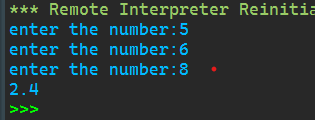 *** Remote Interpreter Reinitia
enter the number:5
enter the number:6
enter the number:8
2.4
>>>